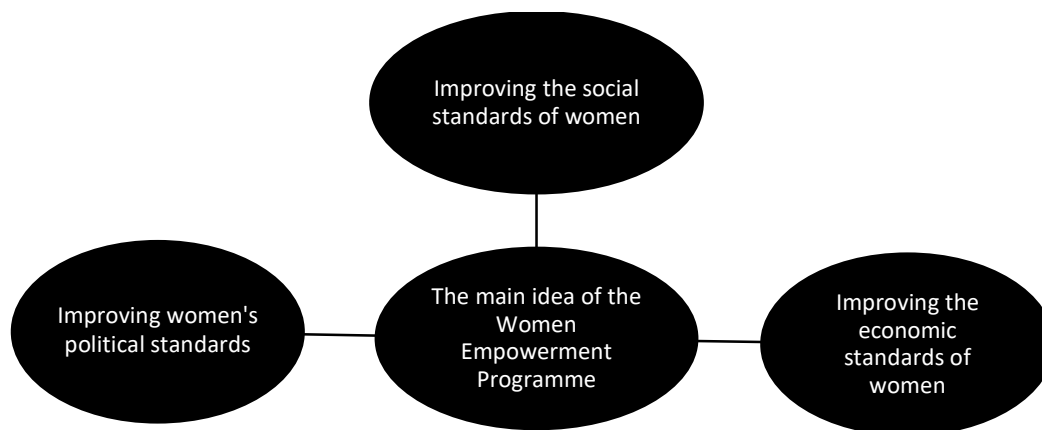 Improving the social
standards of women
Improving women's
political standards
The main idea of the
Women
Empowerment
Programme
Improving the
economic
standards of
women